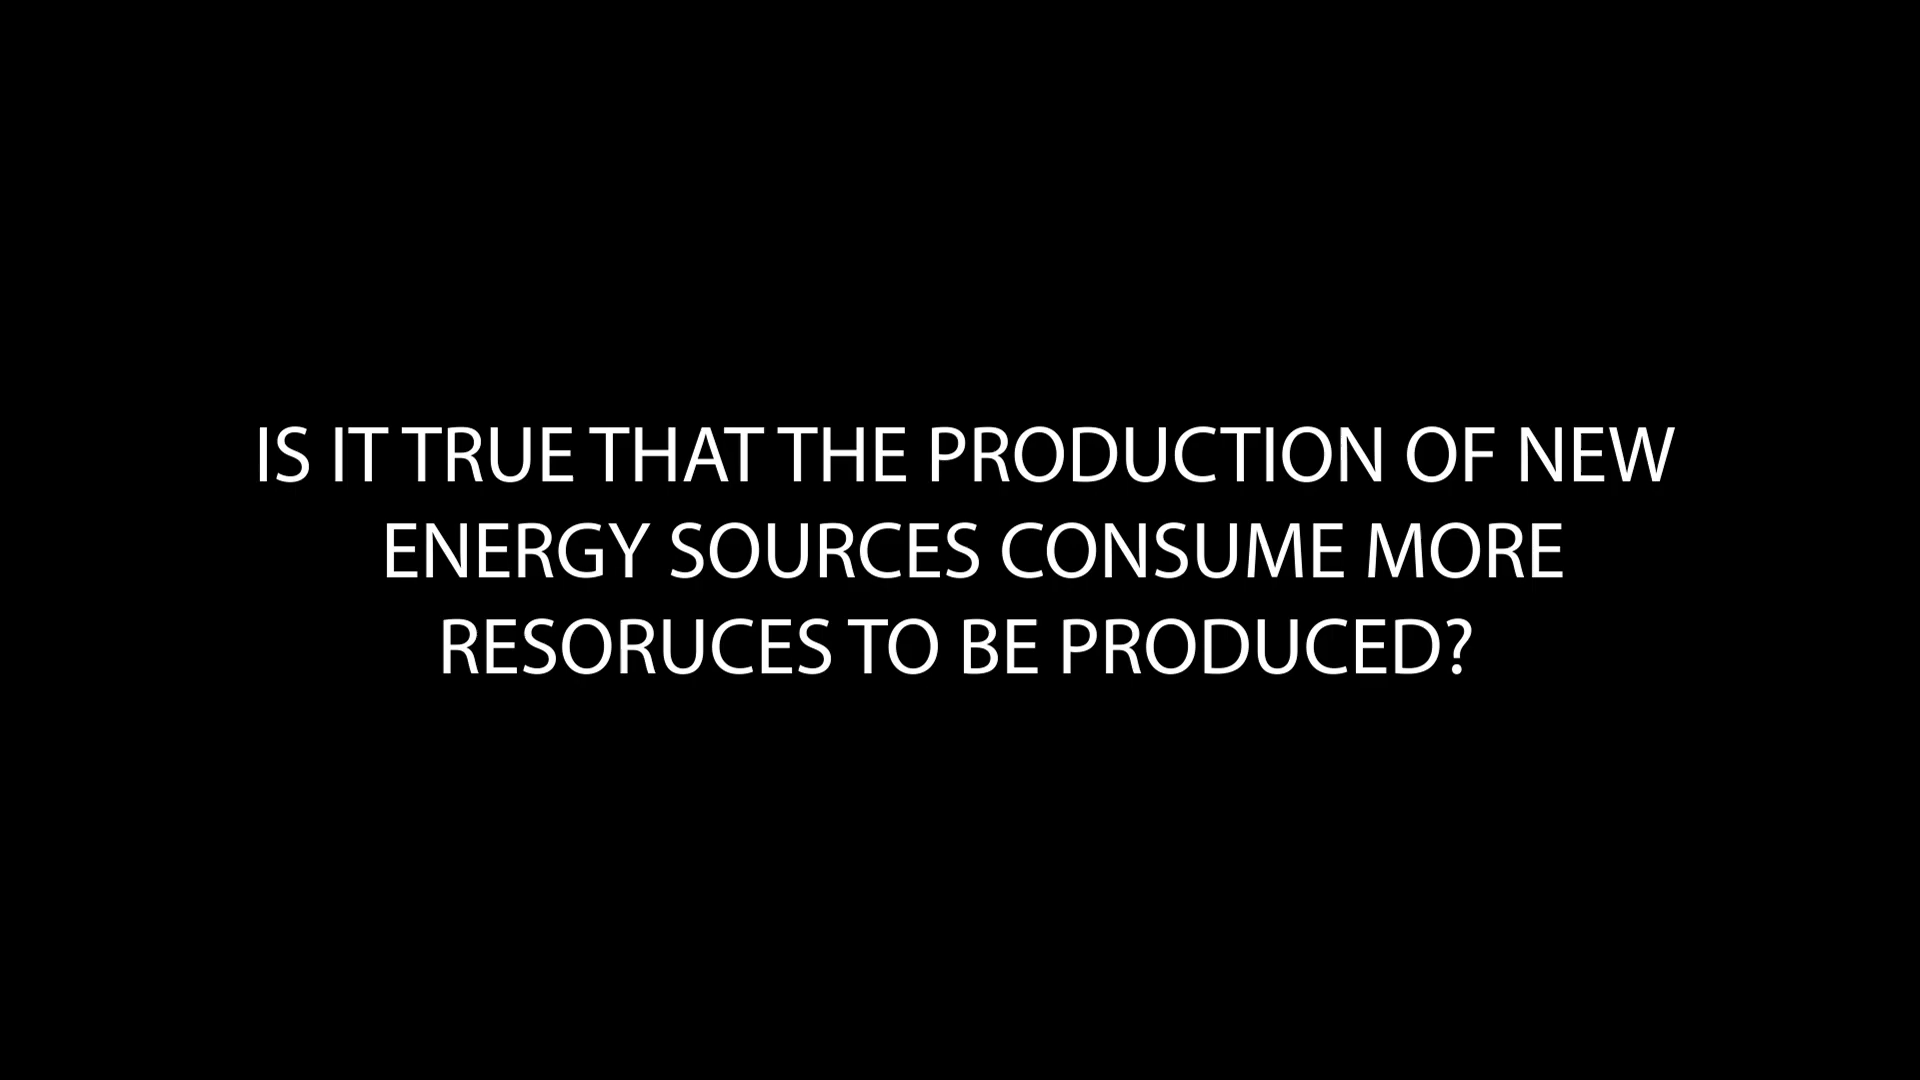 IS IT TRUE THAT THE PRODUCTION OF NEW
ENERGY SOURCES CONSUME MORE
RESORUCES TO BE PRODUCED?